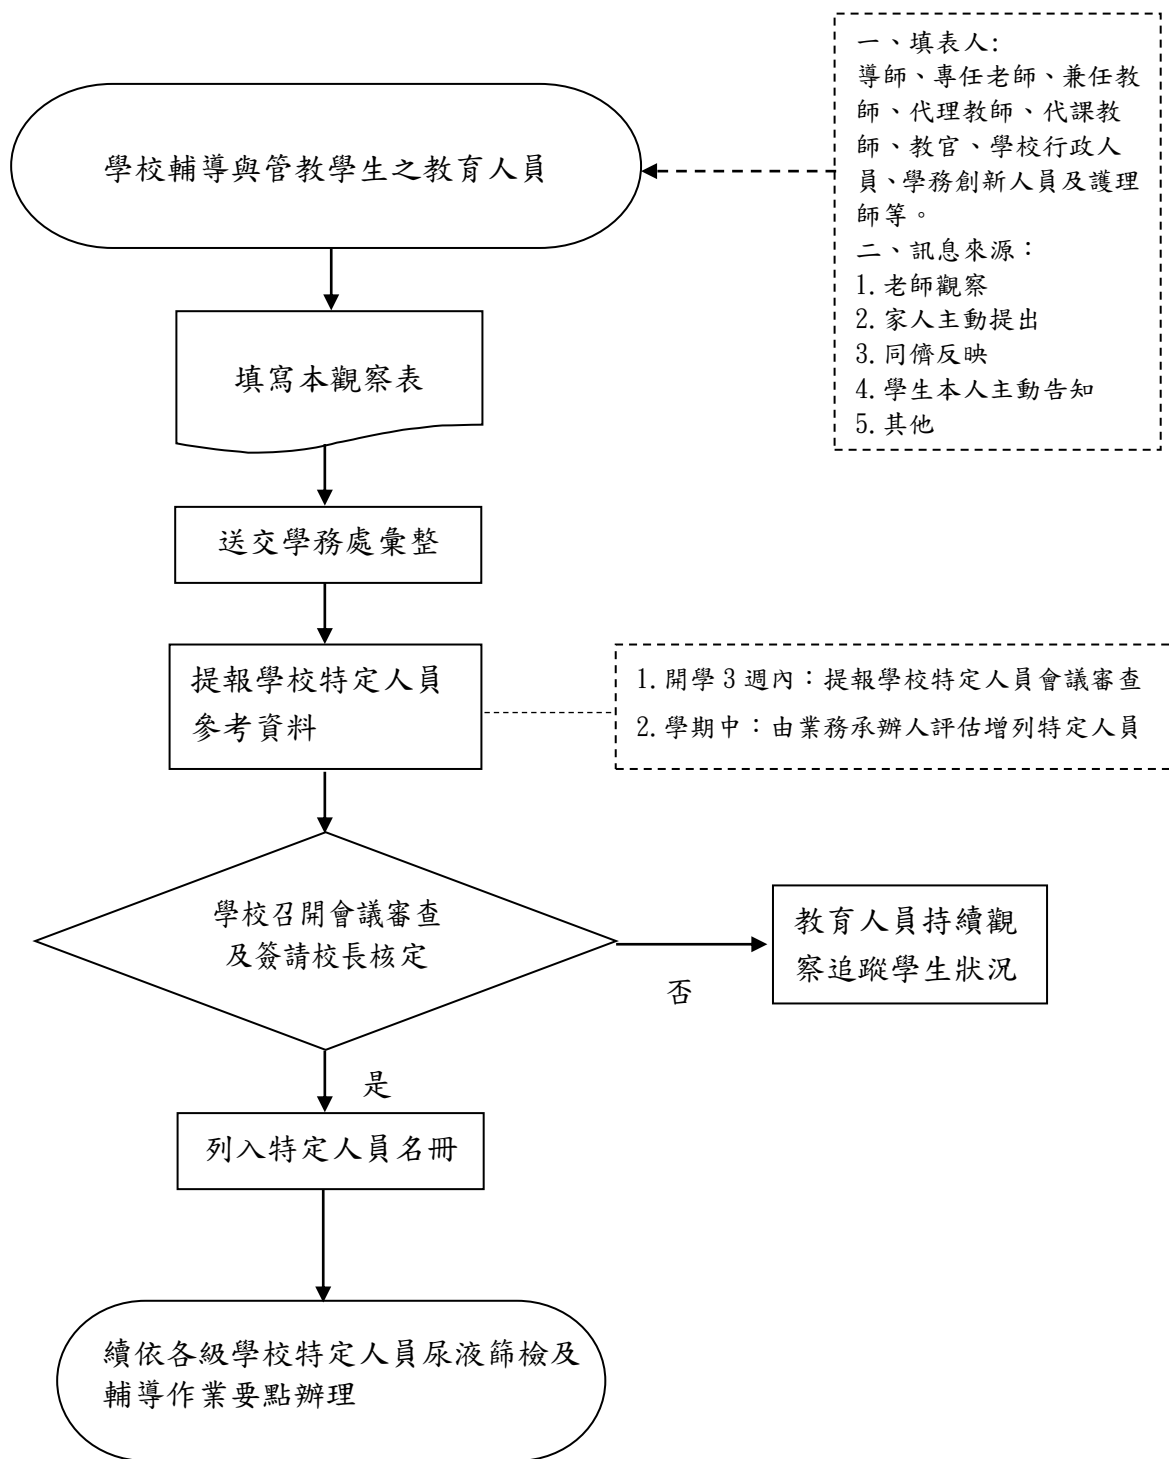 一、填表人:
導師、專任老師、兼任教
師、代理教師、代課教
師、教官、學校行政人
員、學務創新人員及護理
師等。
二、訊息來源：
1.老師觀察
2.家人主動提出
3.同儕反映
4.學生本人主動告知
5.其他
學校輔導與管教學生之教育人員
填寫本觀察表
送交學務處彙整
提報學校特定人員
參考資料
1.開學 3 週內：提報學校特定人員會議審查
2.學期中：由業務承辦人評估增列特定人員
學校召開會議審查
及簽請校長核定
否
教育人員持續觀
察追蹤學生狀況
是
列入特定人員名冊
續依各級學校特定人員尿液篩檢及
輔導作業要點辦理